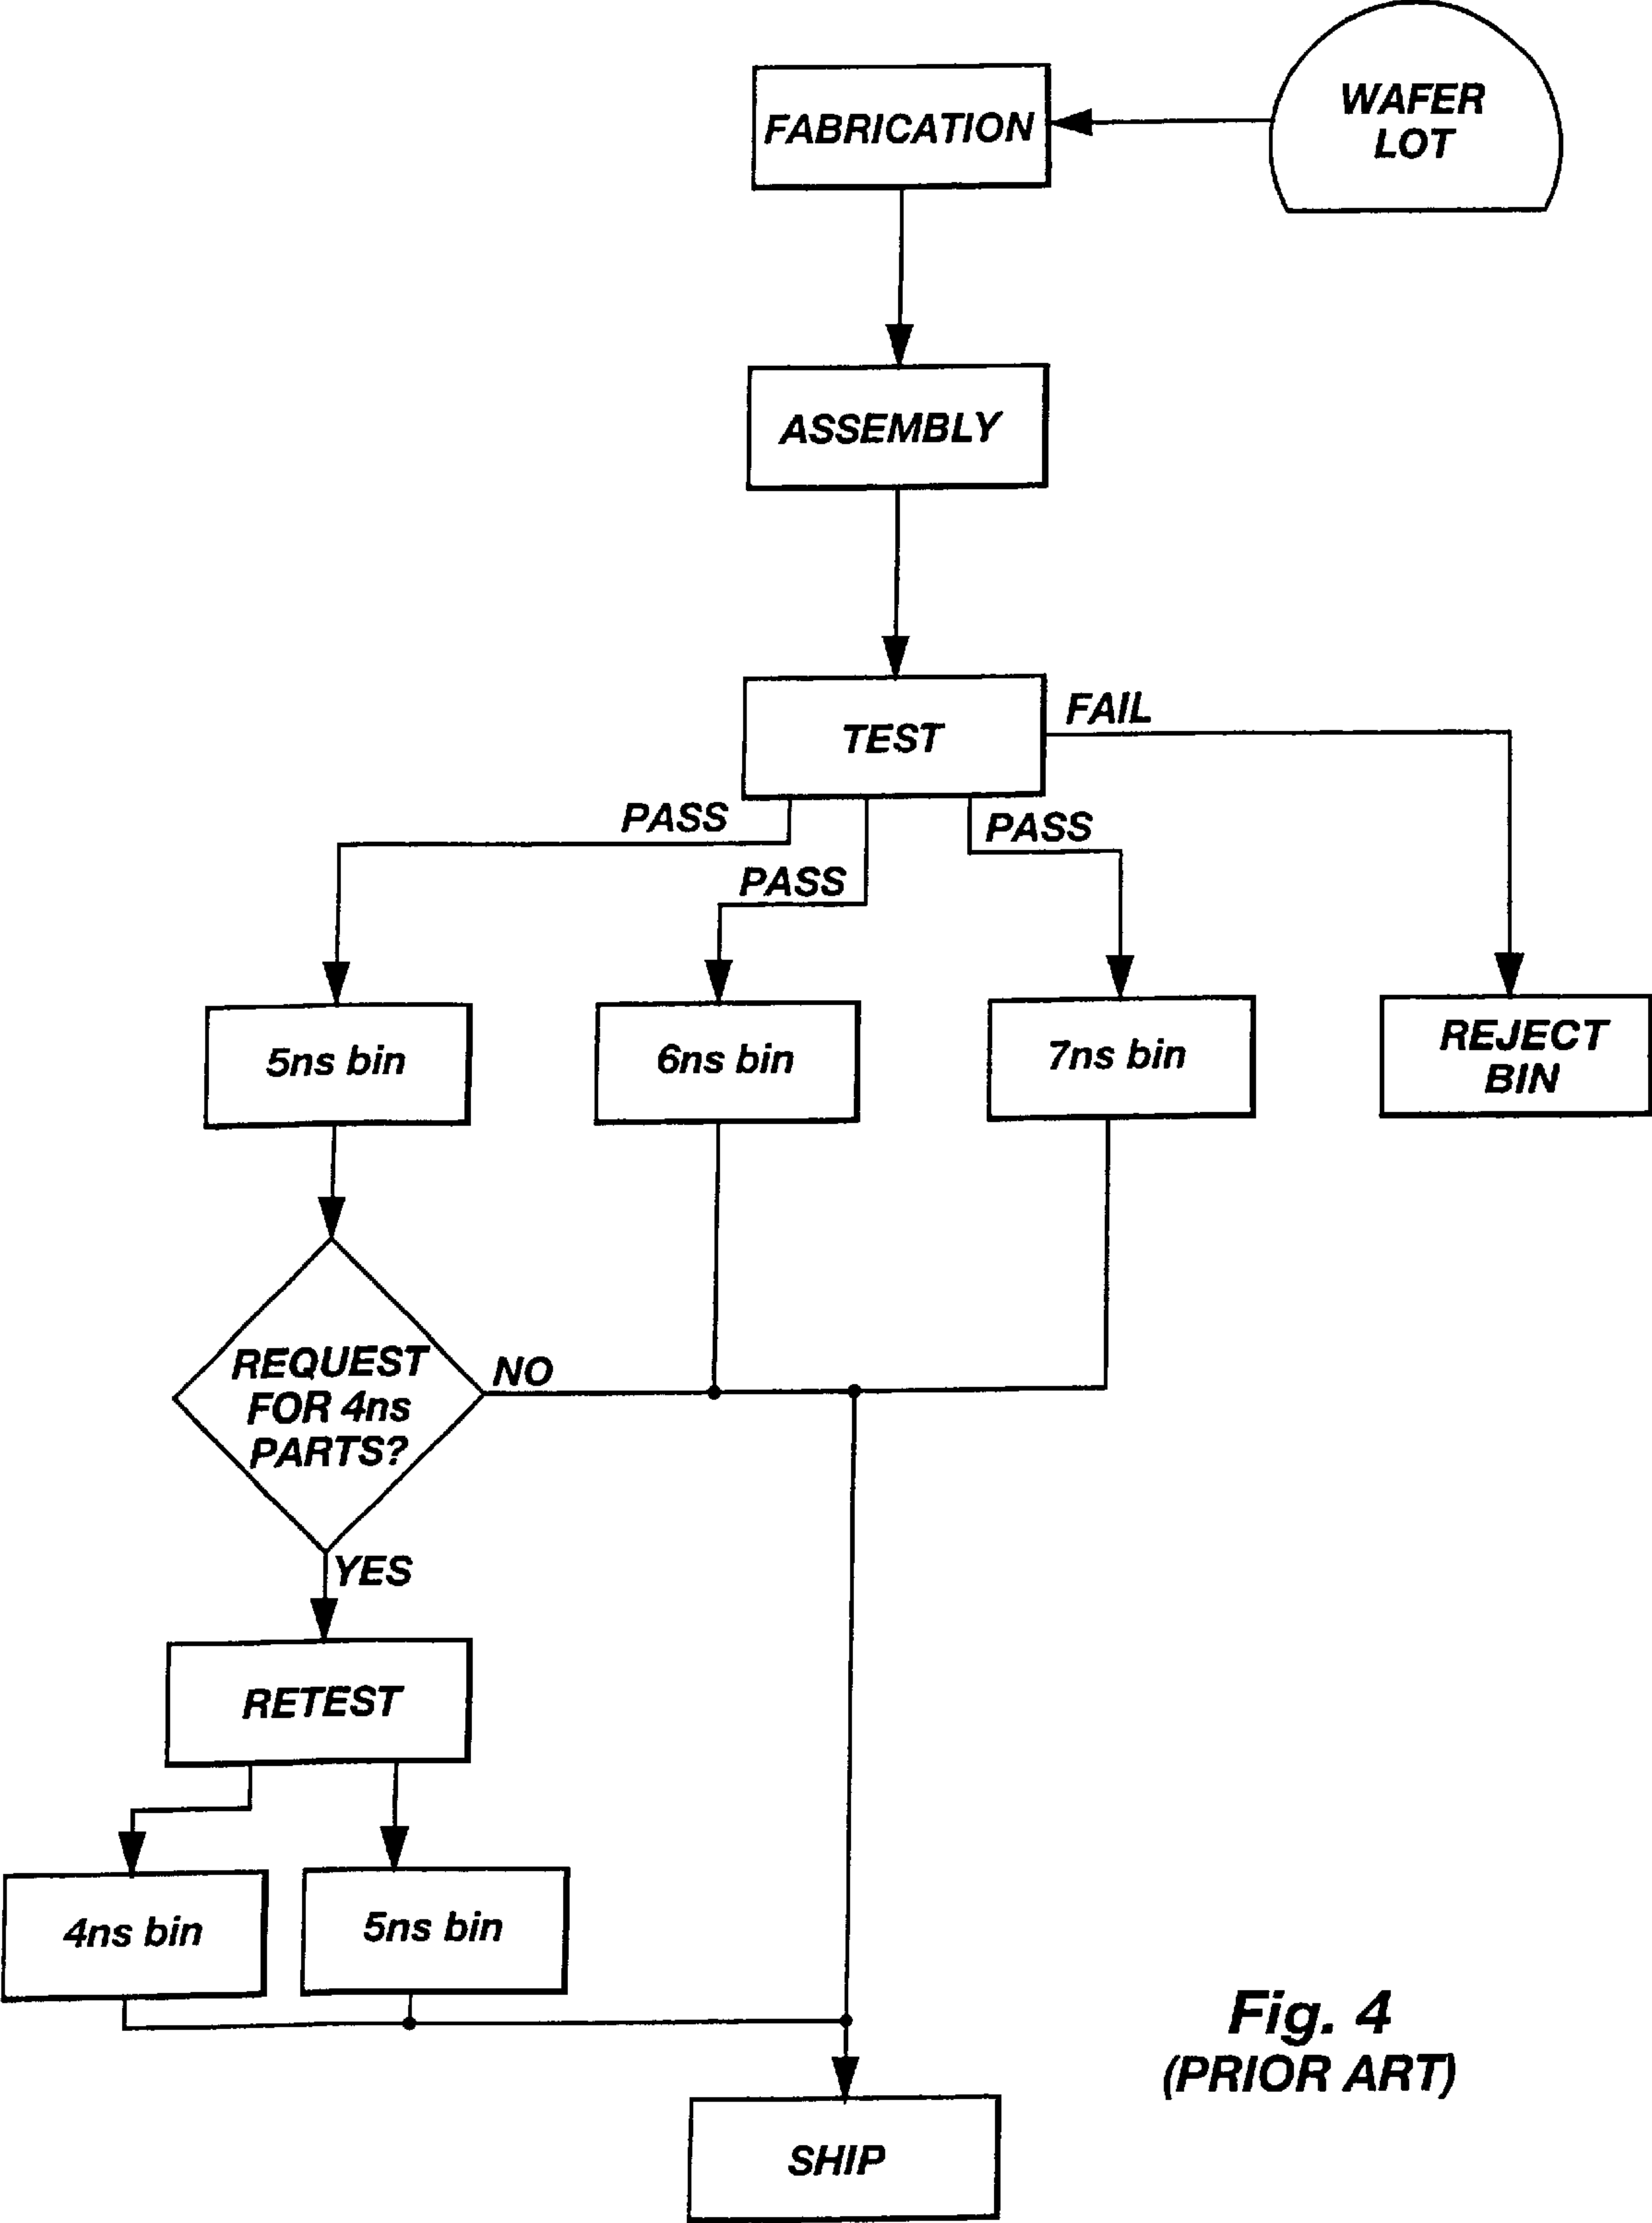 WAFER
LOT
FABRICATION
ASSEMBLY
TEST
FAIL
PASS
PASS
PASS
5ns bin
6ns bin
7ns bin
REJECT
BIN
REQUEST
FOR 4ns
PARTS?
NO
YES
RETEST
4ns bin
5ns bin
SHIP
Fig. 4
(PRIOR ART)